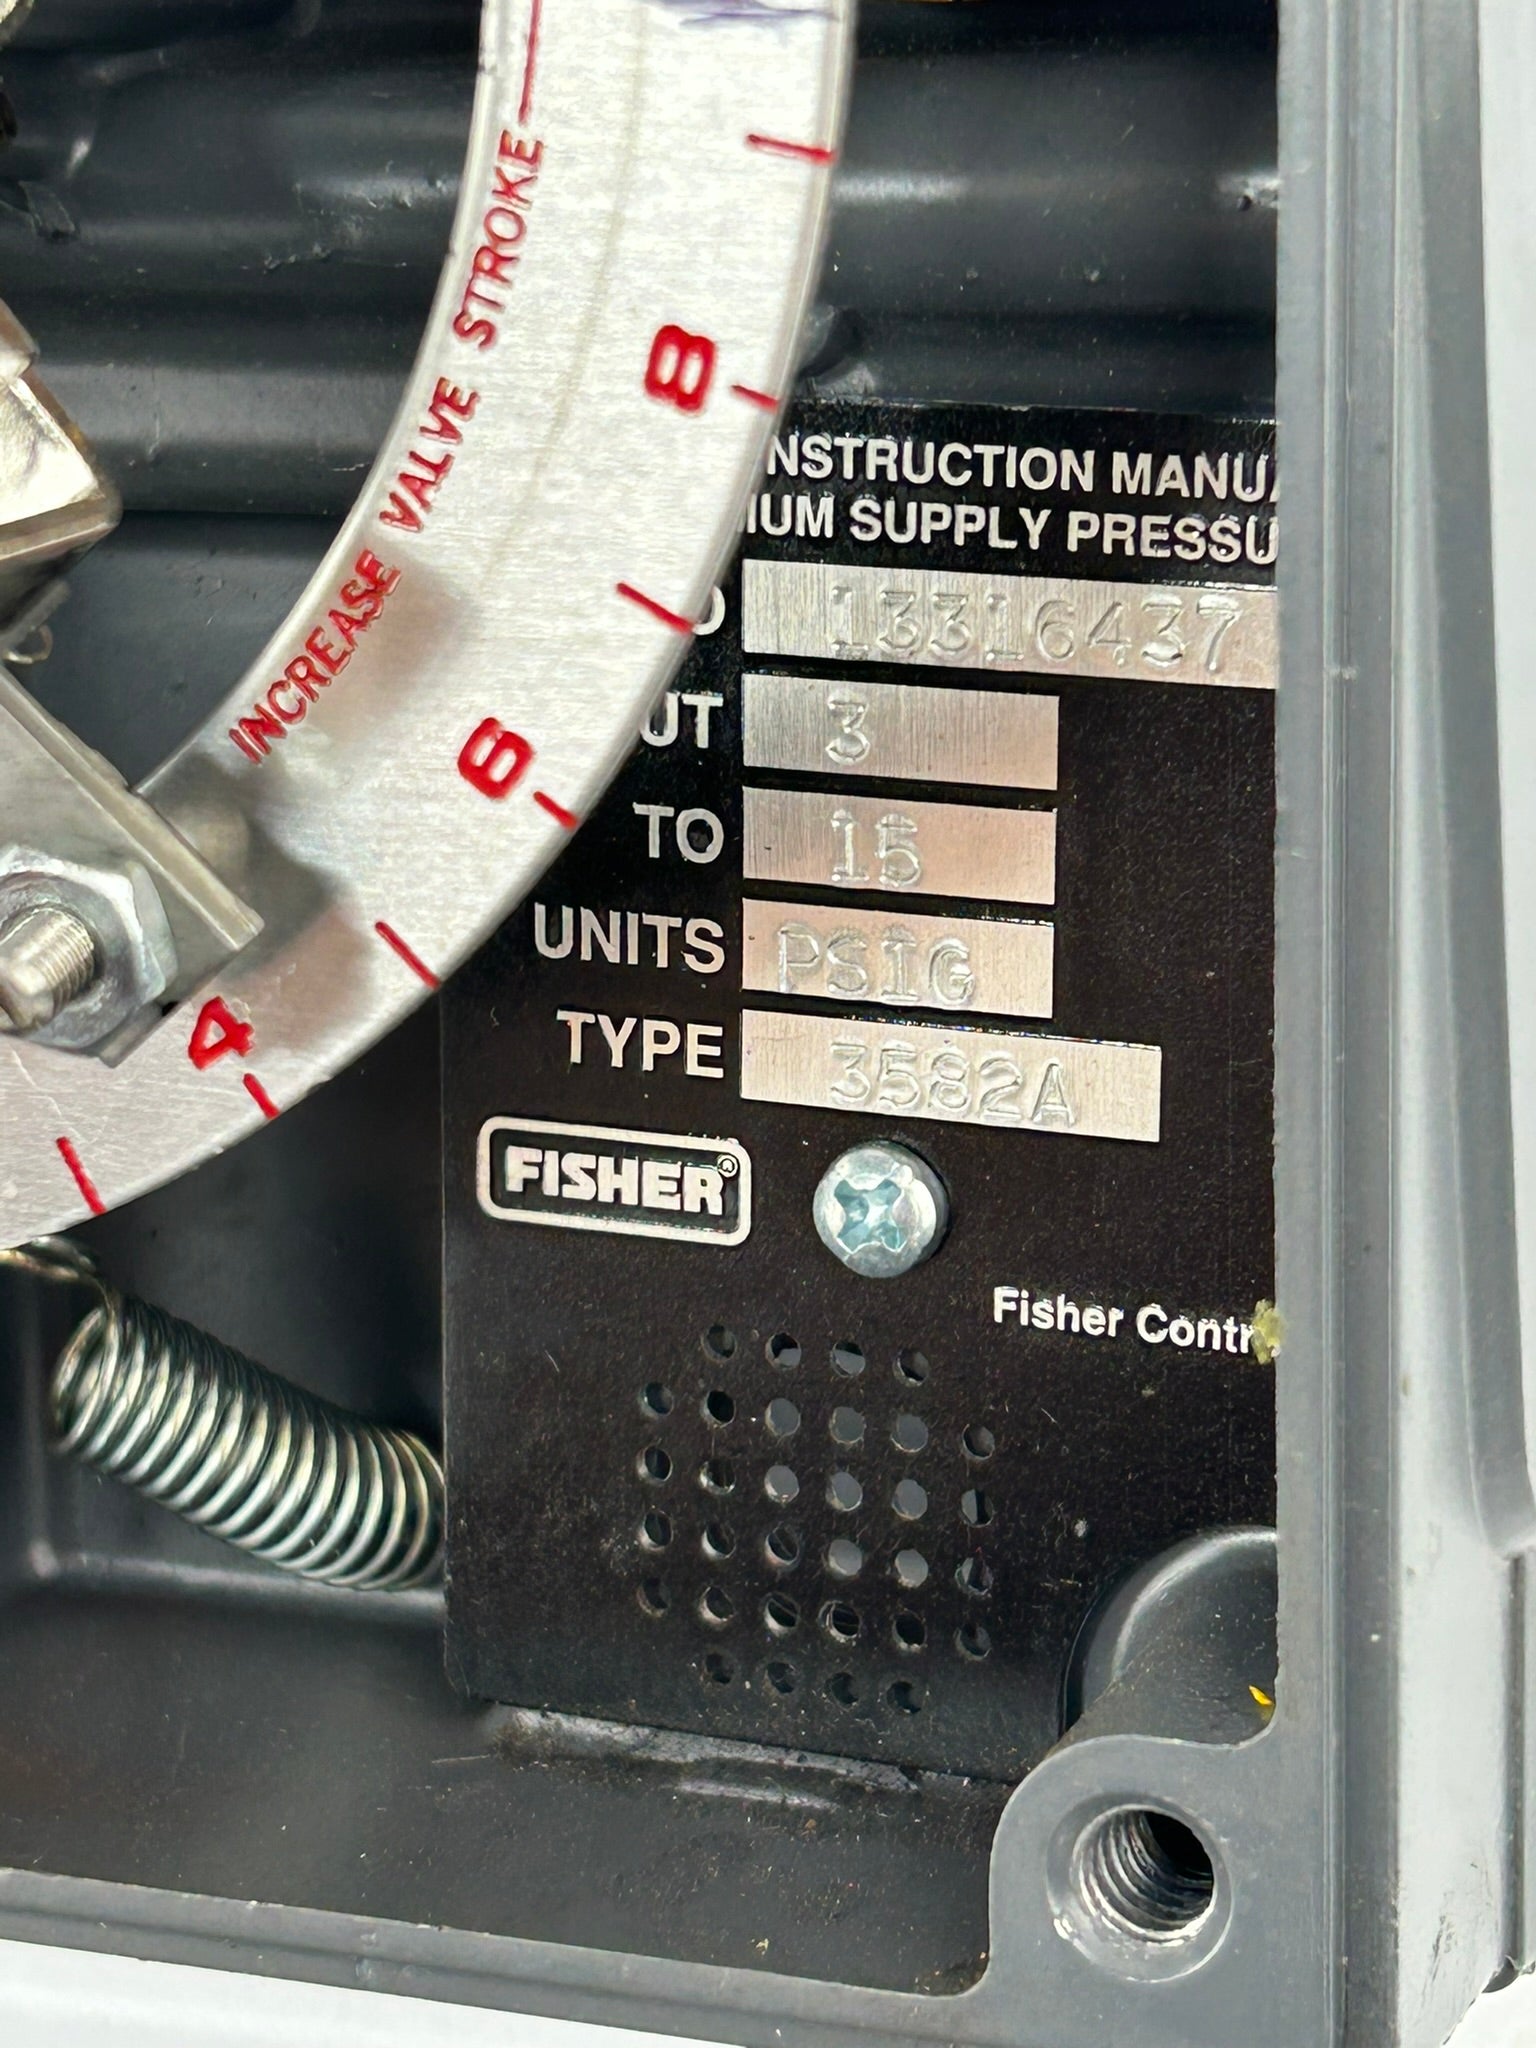 INCREASE VALVE STROKE
8
6
4
NSTRUCTION MANU
IUM SUPPLY PRESSU
O 13316437
UT 3
TO 15
UNITS PSIG
TYPE 3582A
FISHER®
Fisher Contr